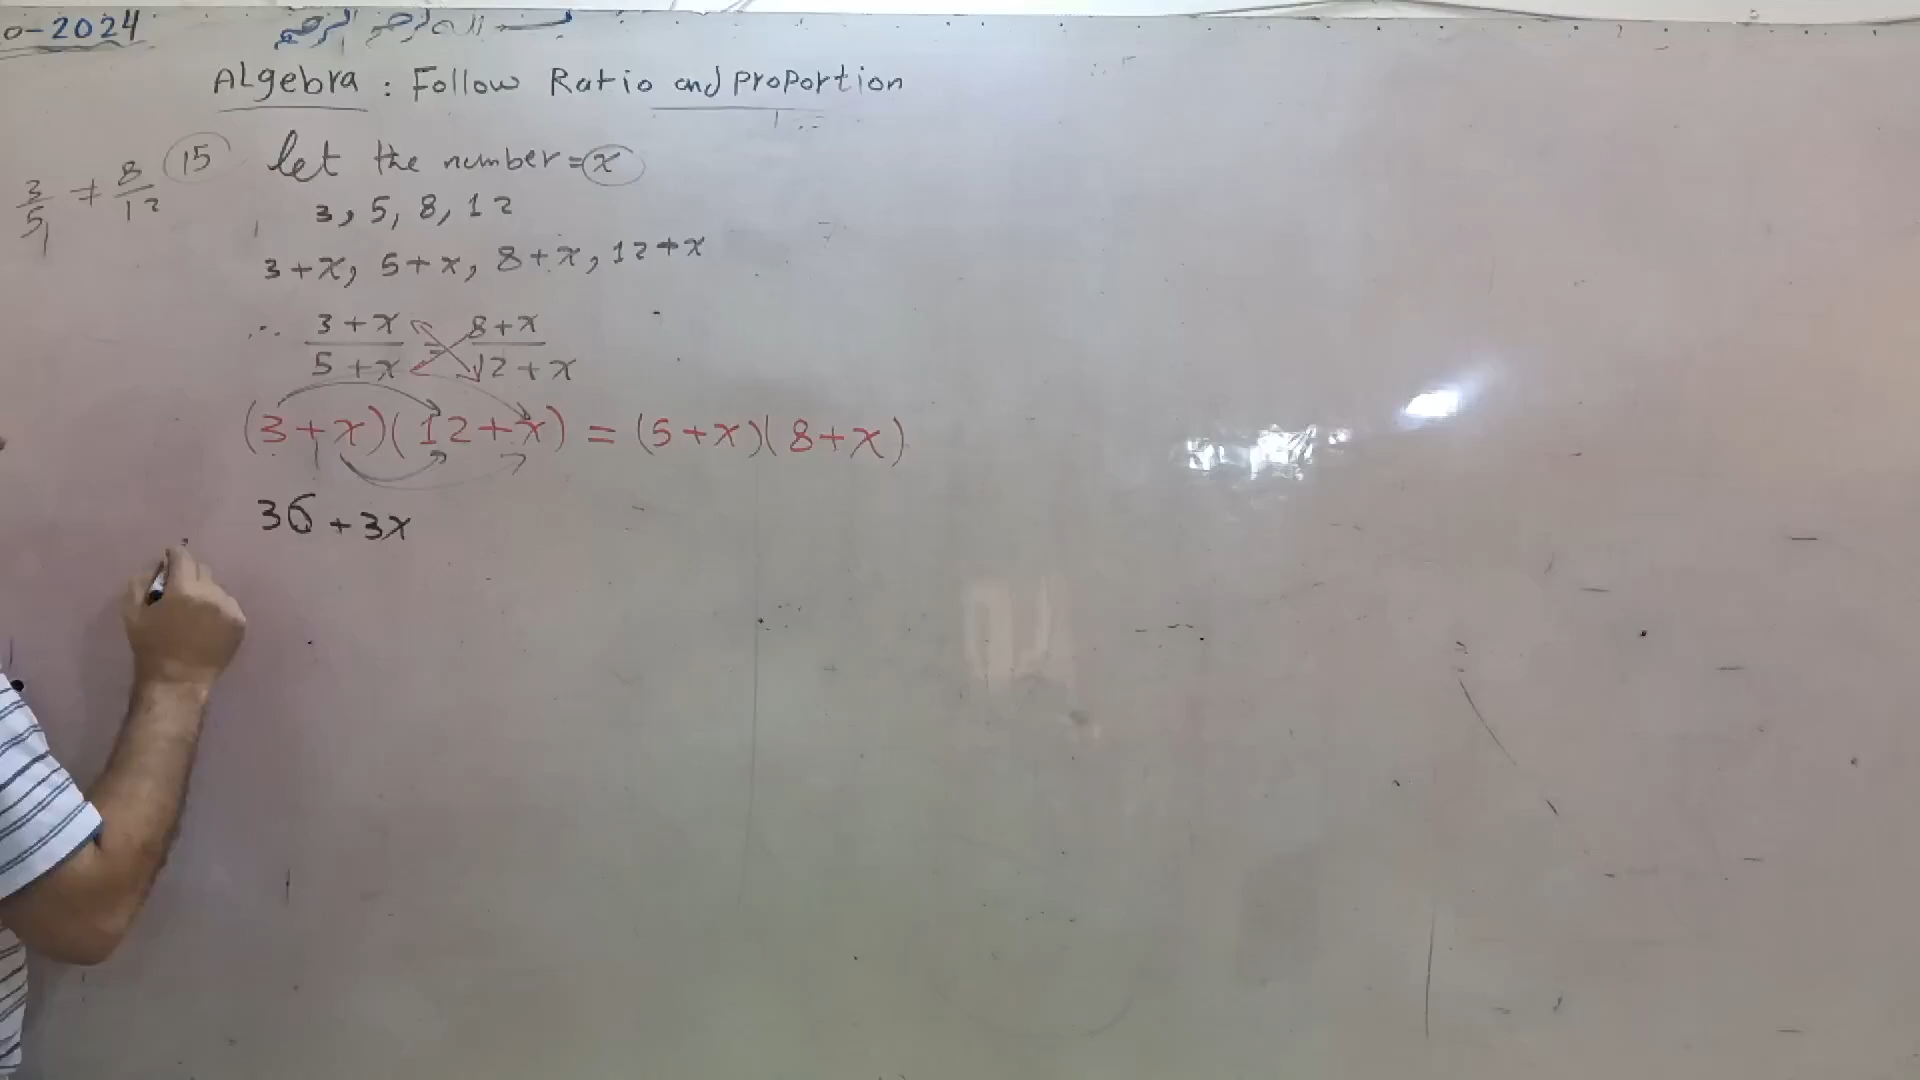 o-2024 بسم الله الرحمن الرحيم
ALgebra : Follow Ratio and Proportion
15 let the number = x
3/5 ≠ 8/12
3, 5, 8, 12
3+x, 5+x, 8+x, 12+x
∴ (3+x)/(5+x) = (8+x)/(12+x)
(3+x)(12+x) = (5+x)(8+x)
36 + 3x